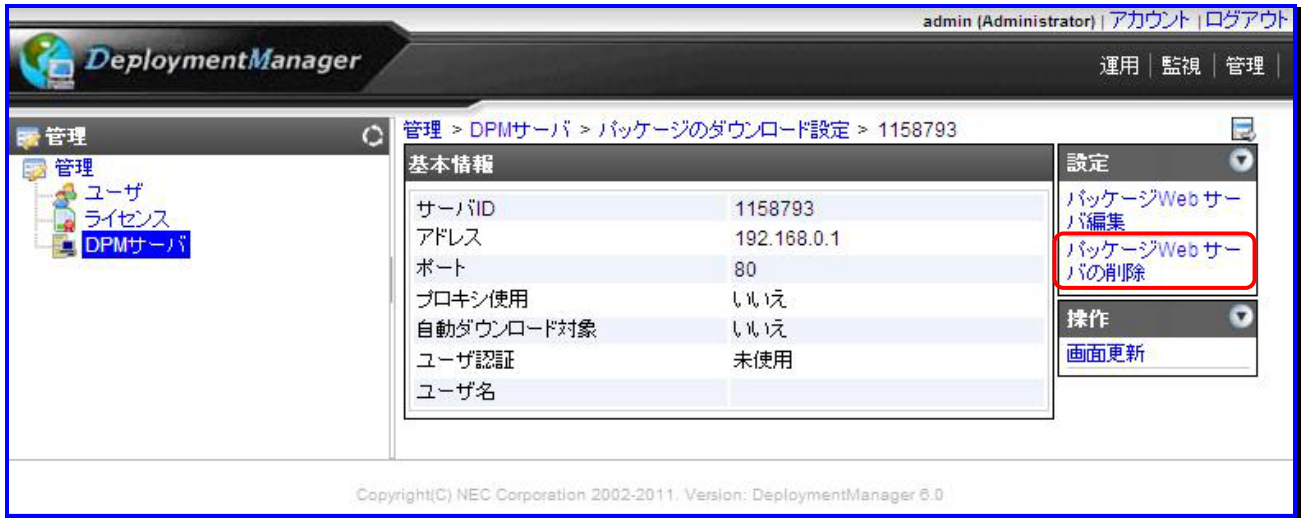 admin (Administrator) | アカウント | ログアウト
DeploymentManager
運用 | 監視 | 管理 |
管理
管理
ユーザ
ライセンス
DPMサーバ
管理 > DPMサーバ > パッケージのダウンロード設定 > 1158793
基本情報
サーバID 1158793
アドレス 192.168.0.1
ポート 80
プロキシ使用 いいえ
自動ダウンロード対象 いいえ
ユーザ認証 未使用
ユーザ名
設定
パッケージWeb サー
バ編集
パッケージWeb サー
バの削除
操作
画面更新
Copyright(C) NEC Corporation 2002-2011. Version: DeploymentManager 6.0